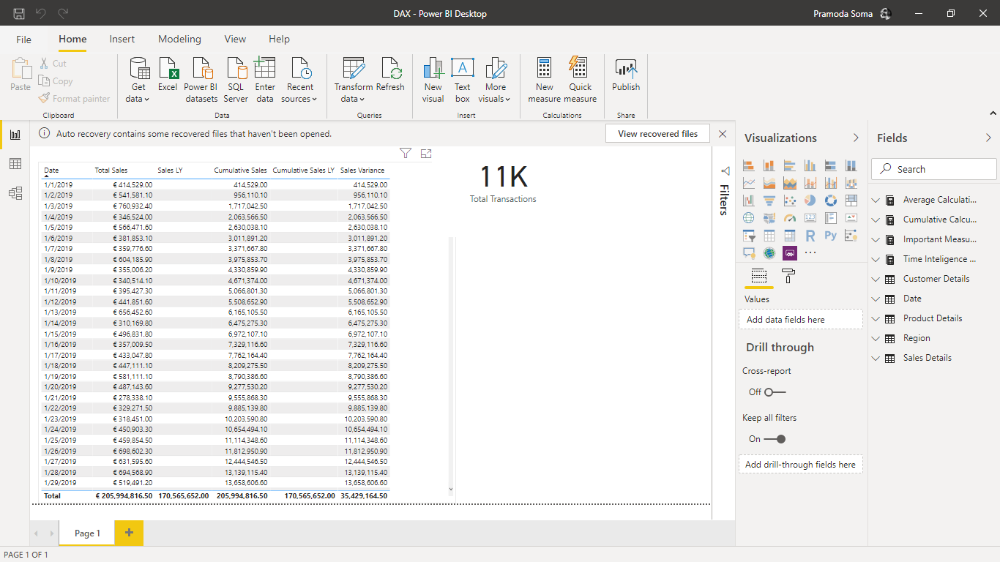 DAX - Power BI Desktop
Pramoda Soma
File Home Insert Modeling View Help
Paste
Cut
Copy
Format painter
Clipboard
Get data
Excel
Power BI datasets
SQL Server
Enter data
Recent sources
Data
Transform data
Refresh
Queries
New visual
Text box
More visuals
Insert
New measure
Quick measure
Calculations
Publish
Share
Auto recovery contains some recovered files that haven't been opened.
View recovered files
Date Total Sales Sales LY Cumulative Sales Cumulative Sales LY Sales Variance
1/1/2019 € 414,529.00 414,529.00 414,529.00
1/2/2019 € 541,581.10 956,110.10 956,110.10
1/3/2019 € 760,932.40 1,717,042.50 1,717,042.50
1/4/2019 € 346,524.00 2,063,566.50 2,063,566.50
1/5/2019 € 566,471.60 2,630,038.10 2,630,038.10
1/6/2019 € 381,853.10 3,011,891.20 3,011,891.20
1/7/2019 € 359,776.60 3,371,667.80 3,371,667.80
1/8/2019 € 604,185.90 3,975,853.70 3,975,853.70
1/9/2019 € 355,006.20 4,330,859.90 4,330,859.90
1/10/2019 € 340,514.10 4,671,374.00 4,671,374.00
1/11/2019 € 395,427.30 5,066,801.30 5,066,801.30
1/12/2019 € 441,851.60 5,508,652.90 5,508,652.90
1/13/2019 € 656,452.60 6,165,105.50 6,165,105.50
1/14/2019 € 310,169.80 6,475,275.30 6,475,275.30
1/15/2019 € 496,831.80 6,972,107.10 6,972,107.10
1/16/2019 € 357,009.50 7,329,116.60 7,329,116.60
1/17/2019 € 433,047.80 7,762,164.40 7,762,164.40
1/18/2019 € 447,111.10 8,209,275.50 8,209,275.50
1/19/2019 € 581,111.10 8,790,386.60 8,790,386.60
1/20/2019 € 487,143.60 9,277,530.20 9,277,530.20
1/21/2019 € 278,338.10 9,555,868.30 9,555,868.30
1/22/2019 € 329,271.50 9,885,139.80 9,885,139.80
1/23/2019 € 318,451.00 10,203,590.80 10,203,590.80
1/24/2019 € 450,903.30 10,654,494.10 10,654,494.10
1/25/2019 € 459,854.50 11,114,348.60 11,114,348.60
1/26/2019 € 698,602.30 11,812,950.90 11,812,950.90
1/27/2019 € 631,595.60 12,444,546.50 12,444,546.50
1/28/2019 € 694,568.90 13,139,115.40 13,139,115.40
1/29/2019 € 519,491.20 13,658,606.60 13,658,606.60
Total € 205,994,816.50 170,565,652.00 205,994,816.50 170,565,652.00 35,429,164.50
11K
Total Transactions
Filters
Visualizations
123
R
Py
...
Values
Add data fields here
Drill through
Cross-report
Off
Keep all filters
On
Add drill-through fields here
Fields
Search
Average Calculati...
Cumulative Calcu...
Important Measu...
Time Inteligence ...
Customer Details
Date
Product Details
Region
Sales Details
Page 1
+
PAGE 1 OF 1